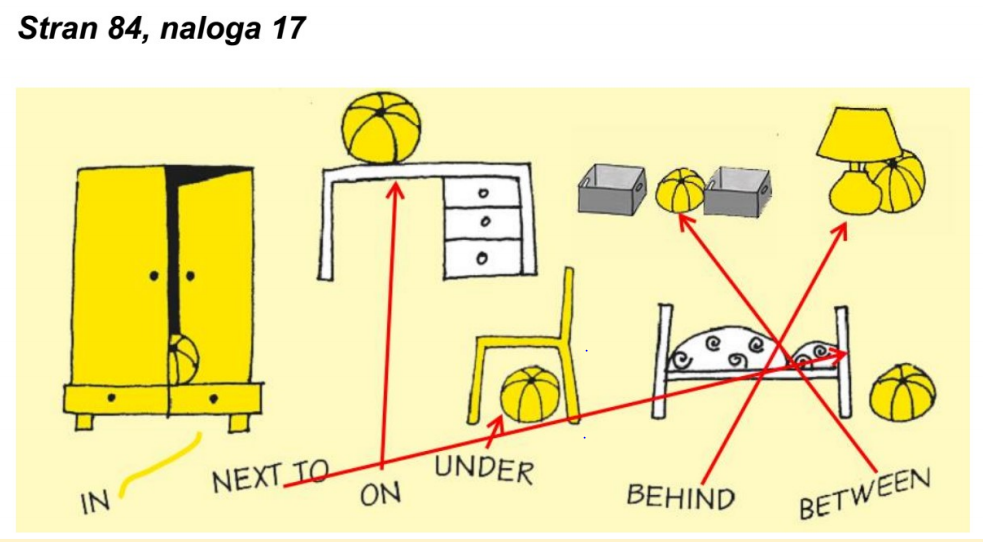 Stran 84, naloga 17
IN
NEXT TO
ON
UNDER
BEHIND
BETWEEN